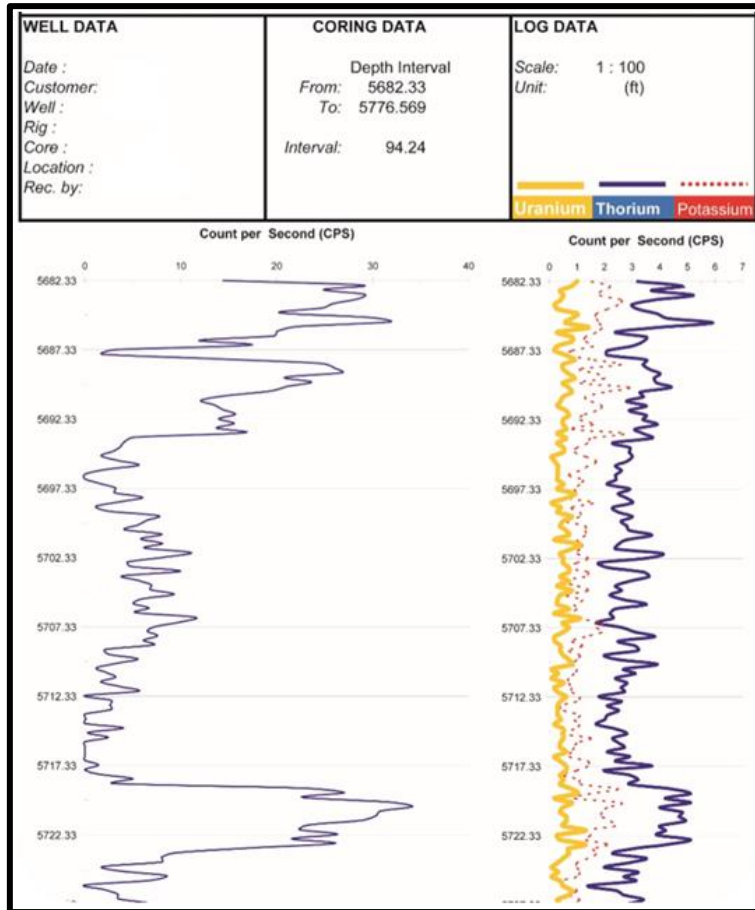 WELL DATA
Date :
Customer:
Well :
Rig :
Core :
Location :
Rec. by:
CORING DATA
Depth Interval
From: 5682.33
To: 5776.569
Interval: 94.24
LOG DATA
Scale: 1 : 100
Unit: (ft)
Uranium Thorium Potassium
Count per Second (CPS)
0 10 20 30 40
5682.33
5687.33
5692.33
5697.33
5702.33
5707.33
5712.33
5717.33
5722.33
Count per Second (CPS)
0 1 2 3 4 5 6 7
5682.33
5687.33
5692.33
5697.33
5702.33
5707.33
5712.33
5717.33
5722.33